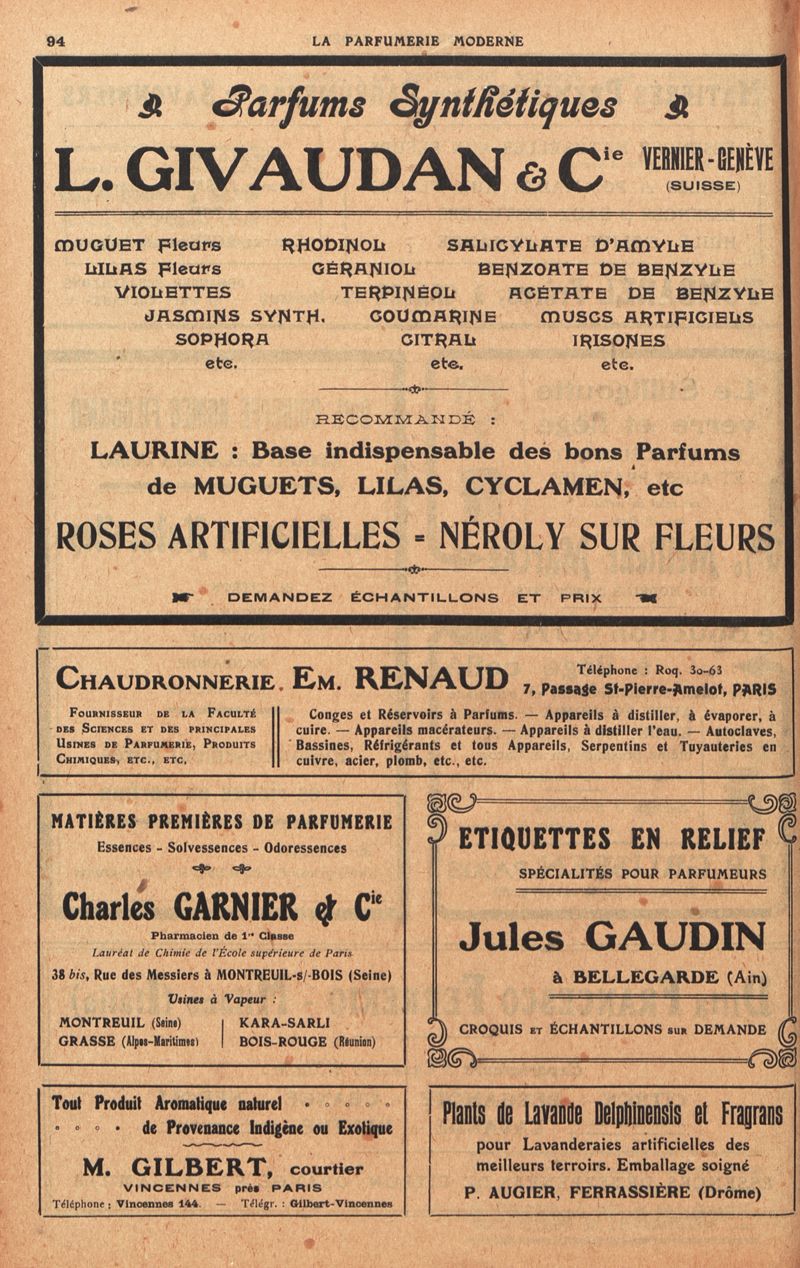 94
LA PARFUMERIE MODERNE
Parfums Synthétiques
L. GIVAUDAN & Cie VERNIER-GENÈVE
(SUISSE)
MUGUET Fleurs RHODINOL SALICYLATE D'AMYLE
LILAS Fleurs GÉRANIOL BENZOATE DE BENZYLE
VIOLETTES TERPINÉOL ACÉTATE DE BENZYLE
JASMINS SYNTH. COUMARINE MUSCS ARTIFICIELS
SOPHORA CITRAL IRISONES
etc. etc. etc.
RECOMMANDÉ :
LAURINE : Base indispensable des bons Parfums
de MUGUETS, LILAS, CYCLAMEN, etc
ROSES ARTIFICIELLES = NÉROLY SUR FLEURS
DEMANDEZ ÉCHANTILLONS ET PRIX
CHAUDRONNERIE. EM. RENAUD
Téléphone : Roq. 30-63
7, Passage St-Pierre-Amelot, PARIS
FOURNISSEUR DE LA FACULTÉ
DES SCIENCES ET DES PRINCIPALES
USINES DE PARFUMERIE, PRODUITS
CHIMIQUES, ETC., ETC,
Conges et Réservoirs à Parfums. — Appareils à distiller, à évaporer, à
cuire. — Appareils macérateurs. — Appareils à distiller l'eau. — Autoclaves,
Bassines, Réfrigérants et tous Appareils, Serpentins et Tuyauteries en
cuivre, acier, plomb, etc., etc.
MATIÈRES PREMIÈRES DE PARFUMERIE
Essences - Solvessences - Odoressences
Charles GARNIER & Cie
Pharmacien de 1re Classe
Lauréat de Chimie de l'École supérieure de Paris
38 bis, Rue des Messiers à MONTREUIL-s/-BOIS (Seine)
Usines à Vapeur :
MONTREUIL (Seine) KARA-SARLI
GRASSE (Alpes-Maritimes) BOIS-ROUGE (Réunion)
ETIQUETTES EN RELIEF
SPÉCIALITÉS POUR PARFUMEURS
Jules GAUDIN
à BELLEGARDE (Ain)
CROQUIS ET ÉCHANTILLONS SUR DEMANDE
Tout Produit Aromatique naturel
de Provenance Indigène ou Exotique
M. GILBERT, courtier
VINCENNES près PARIS
Téléphone : Vincennes 144. — Télégr. : Gilbert-Vincennes
Plants de Lavande Delphinensis et Fragrans
pour Lavanderaies artificielles des
meilleurs terroirs. Emballage soigné
P. AUGIER, FERRASSIÈRE (Drôme)